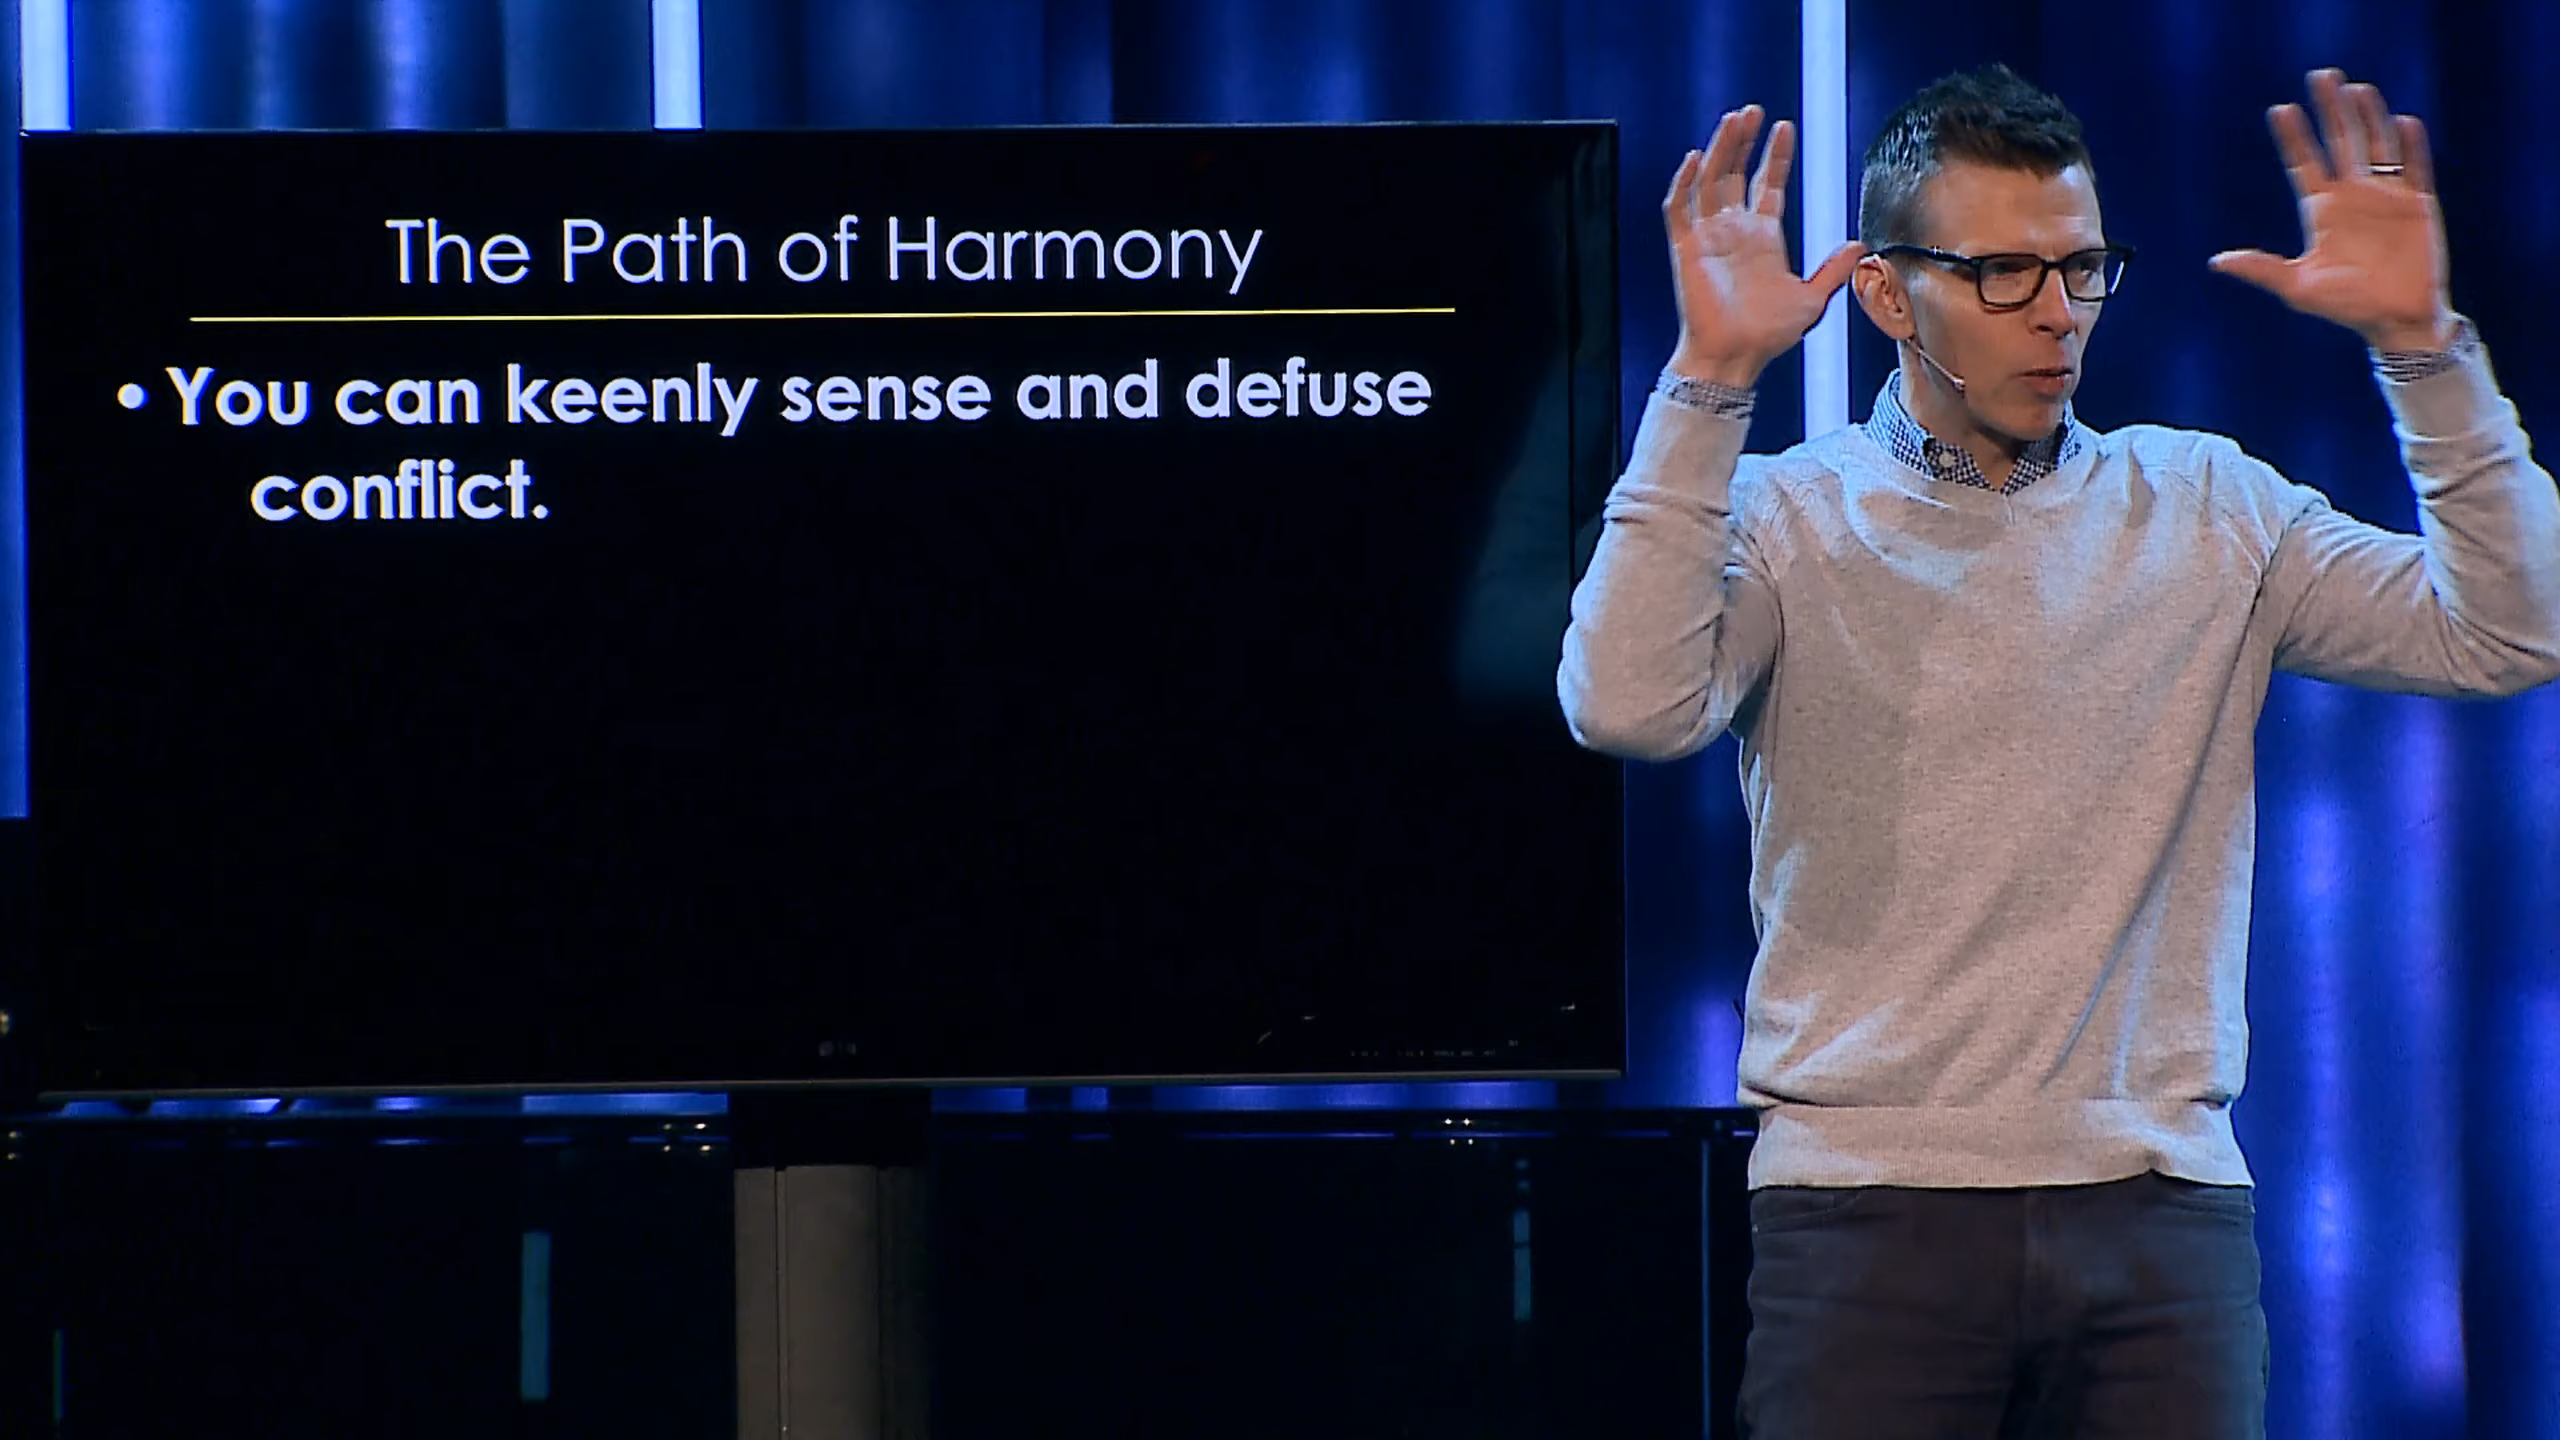 The Path of Harmony
• You can keenly sense and defuse
conflict.